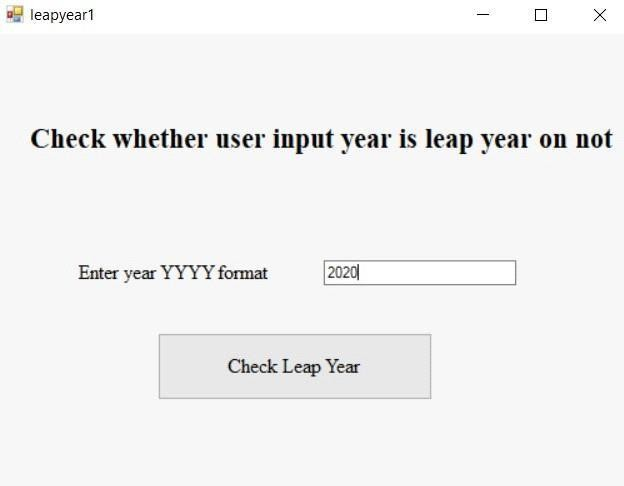 leapyear1
Check whether user input year is leap year on not
Enter year YYYY format
2020
Check Leap Year